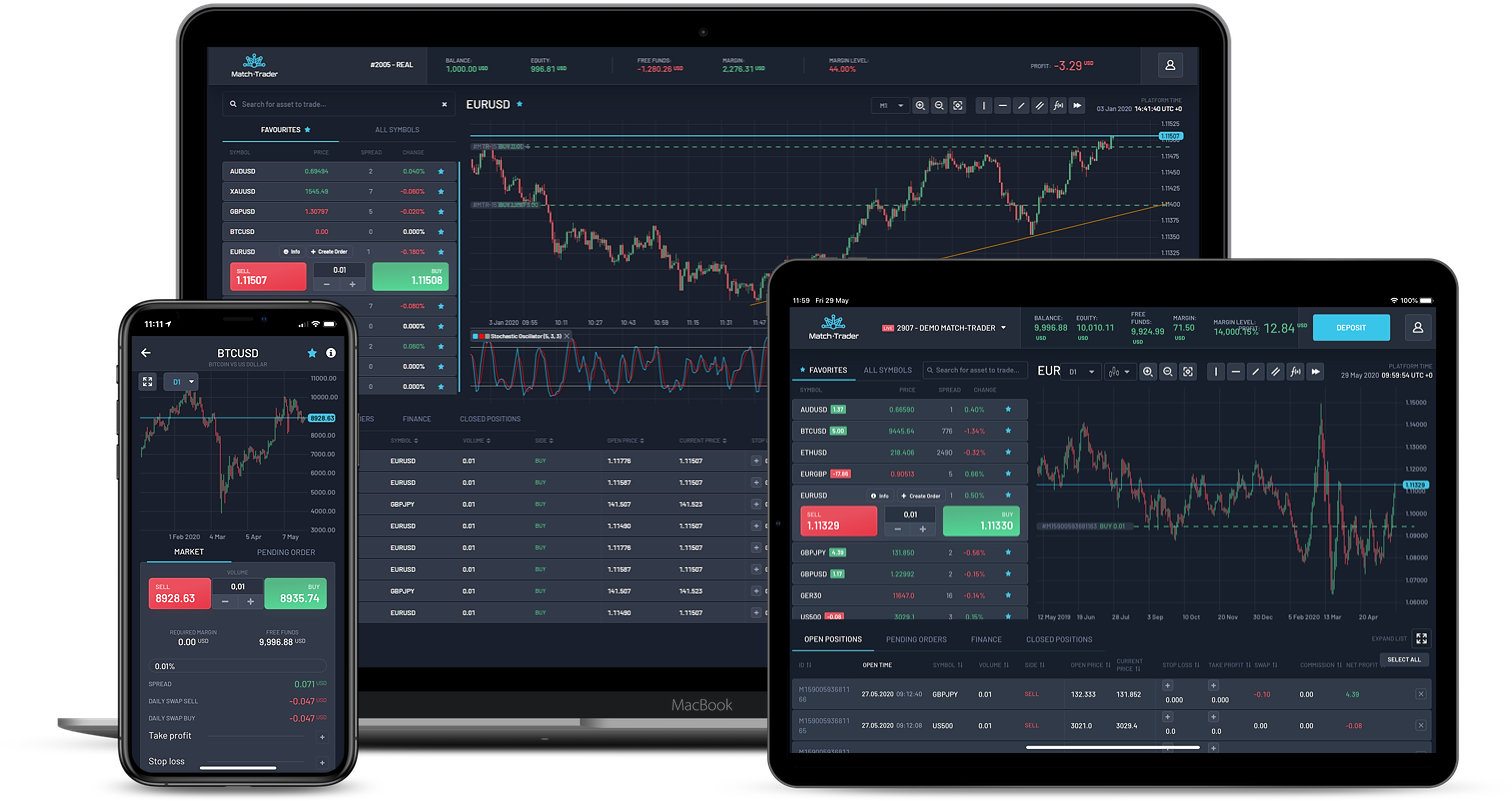 Match-Trader
#2005 - REAL
BALANCE: 1,000.00 USD
EQUITY: 996.81 USD
FREE FUNDS: -1,280.26 USD
MARGIN: 2,276.31 USD
MARGIN LEVEL: 44.00%
PROFIT: -3.29 USD
Search for asset to trade...
EURUSD
M1
PLATFORM TIME
03 Jan 2020 14:41:40 UTC +0
FAVOURITES
ALL SYMBOLS
SYMBOL PRICE SPREAD CHANGE
AUDUSD 0.69494 2 0.040%
XAUUSD 1545.49 7 -0.060%
GBPUSD 1.30787 5 -0.020%
BTCUSD 0.00 0 0.000%
EURUSD Info + Create Order 1 -0.180%
SELL
1.11507
0.01
BUY
1.11508
7 -0.080%
0 0.000%
2 0.060%
0 0.000%
0 0.000%
1.11525
1.11507
1.11475
1.11450
1.11425
1.11400
1.11375
1.11350
1.11325
3 Jan 2020 09:55 10:11 10:27 10:43 10:59 11:15 11:31 11:47
Stochastic Oscillator (5, 3, 3)
FINANCE
CLOSED POSITIONS
SYMBOL VOLUME SIDE OPEN PRICE CURRENT PRICE
EURUSD 0.01 BUY 1.11776 1.11507
EURUSD 0.01 BUY 1.11587 1.11507
GBPJPY 0.01 BUY 141.507 141.523
EURUSD 0.01 BUY 1.11490 1.11507
EURUSD 0.01 BUY 1.11776 1.11507
EURUSD 0.01 BUY 1.11587 1.11507
GBPJPY 0.01 BUY 141.507 141.523
EURUSD 0.01 BUY 1.11490 1.11507
MacBook
11:11
BTCUSD
BITCOIN VS US DOLLAR
D1
11000.00
10000.00
8928.63
8000.00
7000.00
6000.00
5000.00
4000.00
3000.00
1 Feb 2020 4 Mar 5 Apr 7 May
MARKET
PENDING ORDER
VOLUME
SELL
8928.63
0,01
BUY
8935.74
REQUIRED MARGIN
0.00 USD
FREE FUNDS
9,996.88 USD
0.01%
SPREAD 0.071 USD
DAILY SWAP SELL -0.047 USD
DAILY SWAP BUY -0.047 USD
Take profit
Stop loss
11:59 Fri 29 May
100%
Match-Trader
LIVE 2907 - DEMO MATCH-TRADER
BALANCE: 9,996.88 USD
EQUITY: 10,010.11 USD
FREE FUNDS: 9,924.99 USD
MARGIN: 71.50 USD
MARGIN LEVEL: 14,000.15%
12.84 USD
DEPOSIT
FAVORITES
ALL SYMBOLS
Search for asset to trade...
EUR
D1
PLATFORM TIME
29 May 2020 09:59:54 UTC +0
SYMBOL PRICE SPREAD CHANGE
AUDUSD 1.37 0.66590 1 0.40%
BTCUSD 5.00 9445.64 776 -1.34%
ETHUSD 218.406 2490 -0.32%
EURGBP -17.00 0.90513 5 0.66%
EURUSD Info + Create Order 1 0.50%
SELL
1.11329
0.01
BUY
1.11330
GBPJPY 4.39 131.850 2 -0.56%
GBPUSD 1.17 1.22992 2 -0.15%
GER30 11647.0 16 -0.14%
US500 -0.08 3029.1 3 0.15%
BUY 0.01
1.15000
1.14000
1.13000
1.12000
1.11329
1.11000
1.10000
1.09000
1.08000
1.07000
1.06000
12 May 2019 19 Jun 28 Jul 3 Sep 10 Oct 20 Nov 30 Dec 5 Feb 2020 13 Mar 20 Apr
OPEN POSITIONS
PENDING ORDERS
FINANCE
CLOSED POSITIONS
EXPAND LIST
SELECT ALL
ID OPEN TIME SYMBOL VOLUME SIDE OPEN PRICE CURRENT PRICE STOP LOSS TAKE PROFIT SWAP COMMISSION NET PROFIT
M159005936811
66
27.05.2020 09:12:40 GBPJPY 0.01 SELL 132.333 131.852 0.000 0.000 -0.10 0.00 4.39
M159005936811
65
27.05.2020 09:12:08 US500 0.01 SELL 3021.0 3029.4 0.0 0.0 0.00 0.00 -0.08